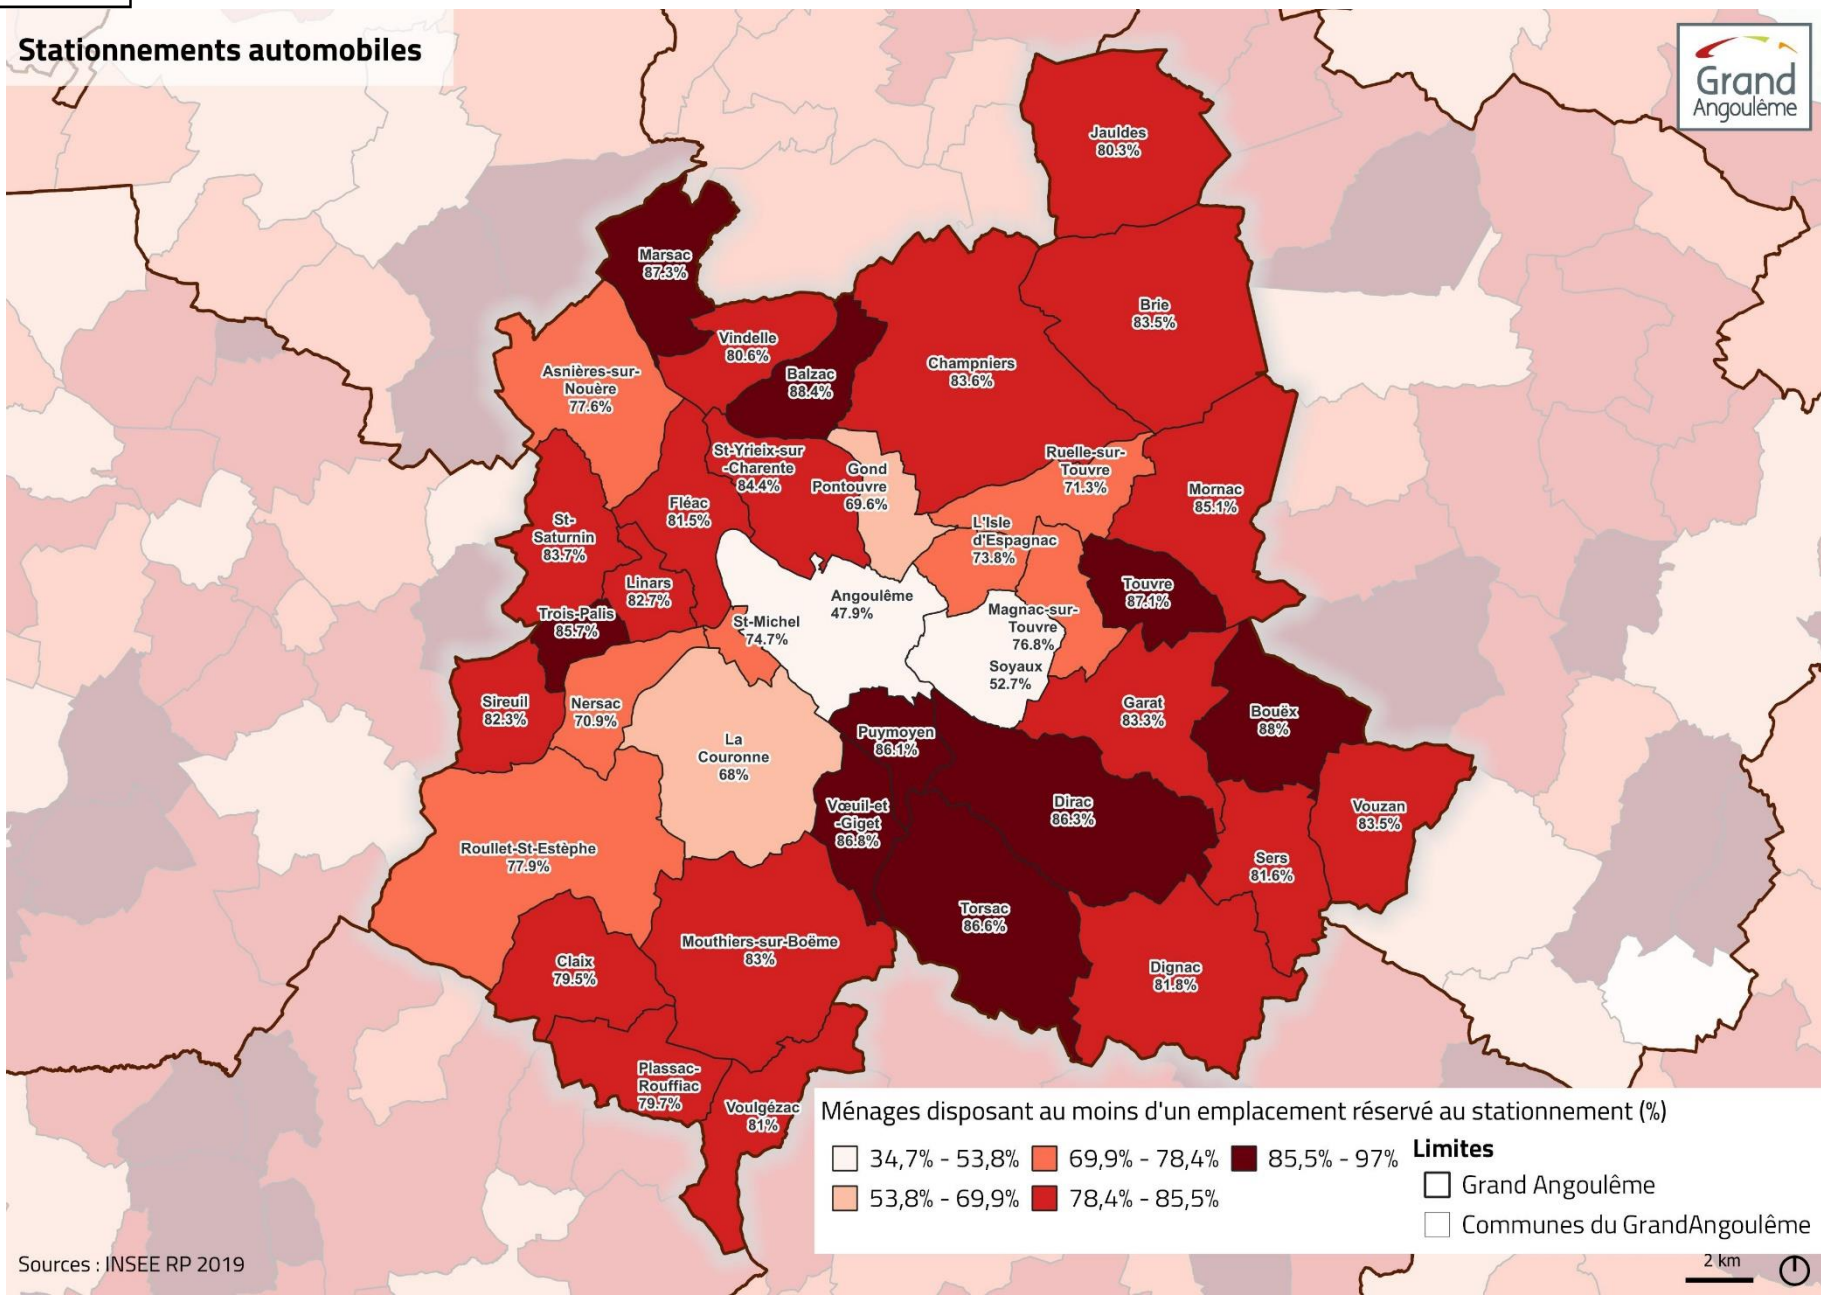 Stationnements automobiles
Grand
Angoulême
Jauldes
80.3%
Marsac
87.3%
Brie
83.5%
Vindelle
80.6%
Balzac
88.4%
Champniers
83.6%
Asnières-sur-
Nouère
77.6%
St-Yrieix-sur
-Charente
84.4%
Gond
Pontouvre
69.6%
Ruelle-sur-
Touvre
71.3%
Mornac
85.1%
Fléac
81.5%
St-
Saturnin
83.7%
L'Isle
d'Espagnac
73.8%
Linars
82.7%
Touvre
87.1%
Angoulême
47.9%
Trois-Palis
85.7%
St-Michel
74.7%
Magnac-sur-
Touvre
76.8%
Soyaux
52.7%
Sireuil
82.3%
Nersac
70.9%
Garat
83.3%
Bouëx
88%
La
Couronne
68%
Puymoyen
86.1%
Vœuil-et
-Giget
86.8%
Dirac
86.3%
Vouzan
83.5%
Roullet-St-Estèphe
77.9%
Sers
81.6%
Torsac
86.6%
Mouthiers-sur-Boëme
83%
Claix
79.5%
Dignac
81.8%
Plassac-
Rouffiac
79.7%
Voulgézac
81%
Ménages disposant au moins d'un emplacement réservé au stationnement (%)
34,7% - 53,8%
69,9% - 78,4%
85,5% - 97%
53,8% - 69,9%
78,4% - 85,5%
Limites
Grand Angoulême
Communes du GrandAngoulême
Sources : INSEE RP 2019
2 km